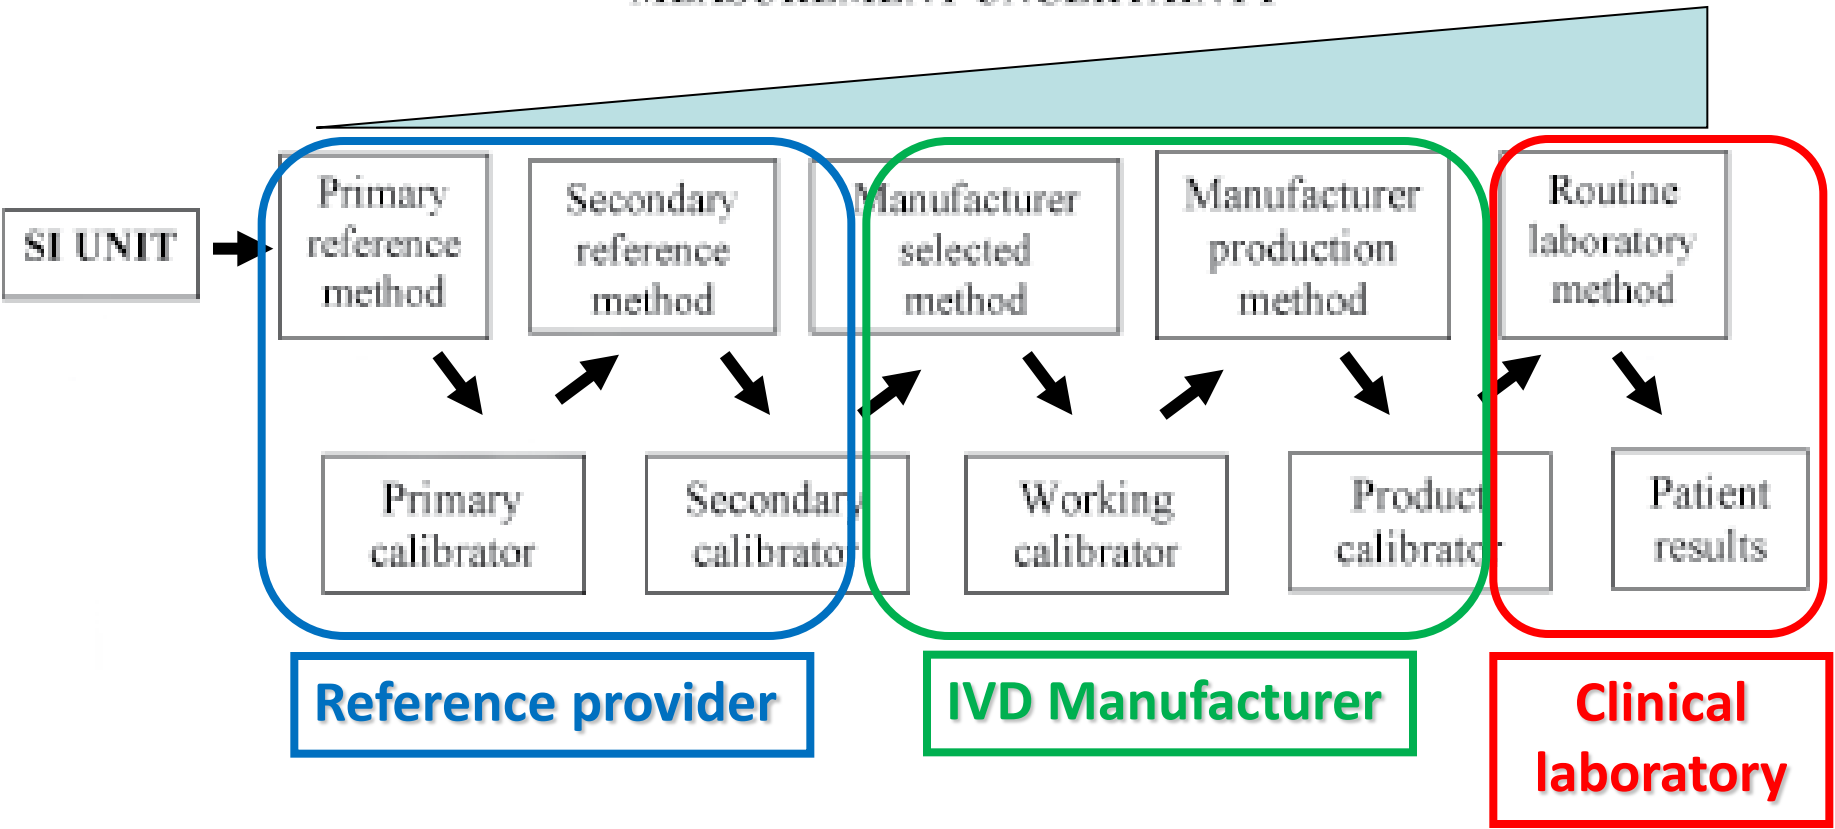 SI UNIT
Primary
reference
method
Secondary
reference
method
Manufacturer
selected
method
Manufacturer
production
method
Routine
laboratory
method
Primary
calibrator
Secondary
calibrator
Working
calibrator
Product
calibrator
Patient
results
Reference provider
IVD Manufacturer
Clinical
laboratory